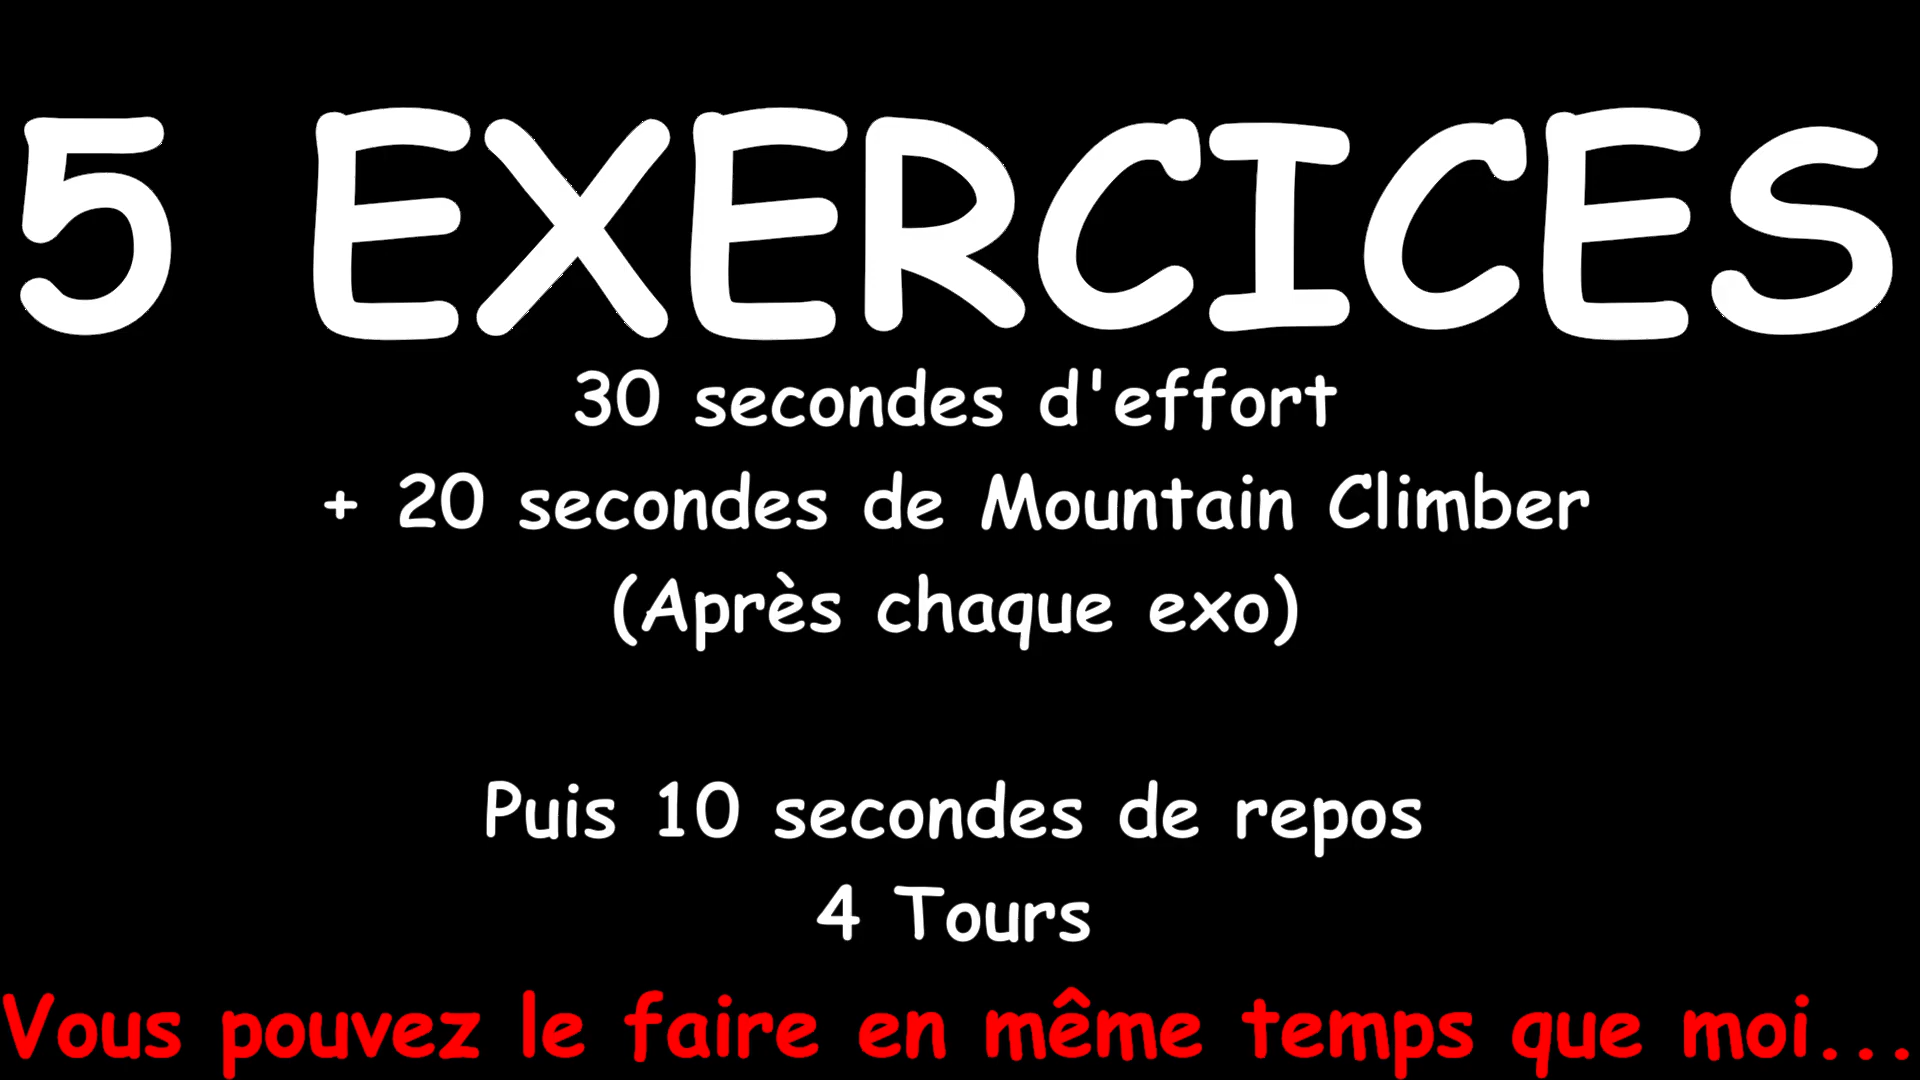 5 EXERCICES
30 secondes d'effort
+ 20 secondes de Mountain Climber
(Après chaque exo)
Puis 10 secondes de repos
4 Tours
Vous pouvez le faire en même temps que moi...